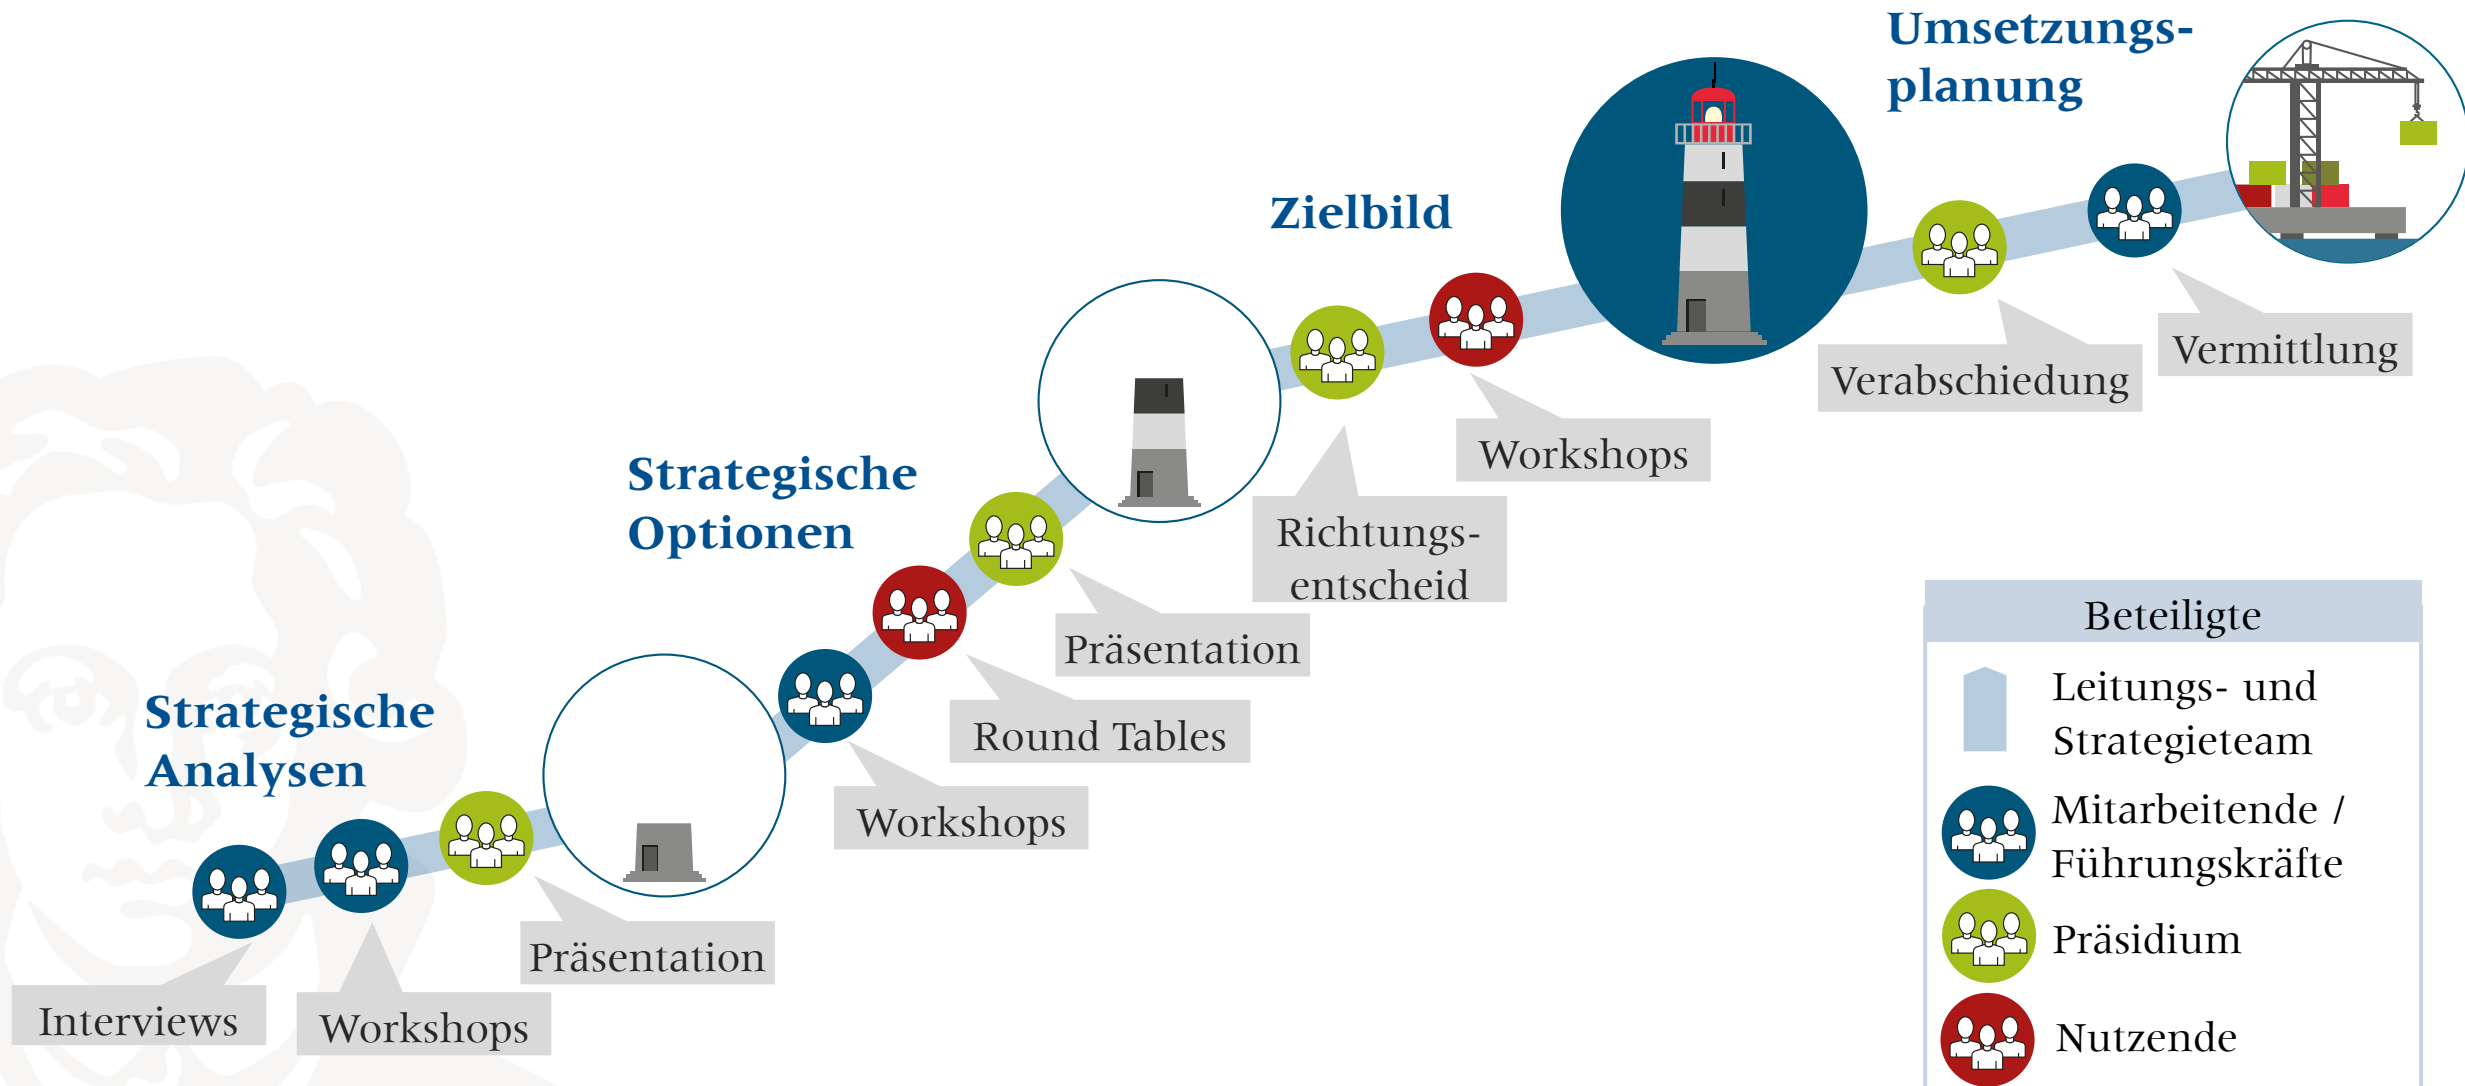 Umsetzungs-
planung
Zielbild
Vermittlung
Verabschiedung
Workshops
Strategische
Optionen
Richtungs-
entscheid
Präsentation
Round Tables
Workshops
Strategische
Analysen
Präsentation
Interviews
Workshops
Beteiligte
Leitungs- und
Strategieteam
Mitarbeitende /
Führungskräfte
Präsidium
Nutzende